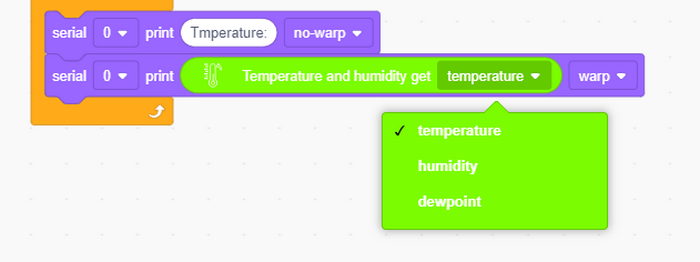 serial 0 print Tmperature: no-warp
serial 0 print Temperature and humidity get temperature warp
✓ temperature
humidity
dewpoint